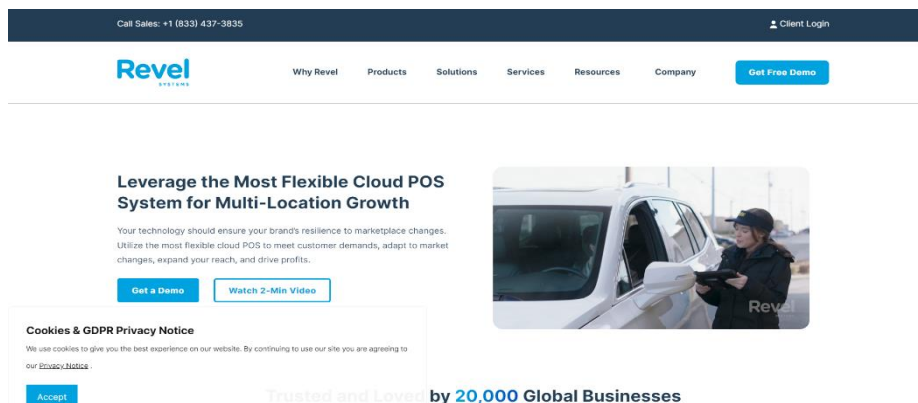 Call Sales: +1 (833) 437-3835
Client Login
Revel
SYSTEMS
Why Revel
Products
Solutions
Services
Resources
Company
Get Free Demo
Leverage the Most Flexible Cloud POS
System for Multi-Location Growth
Your technology should ensure your brand's resilience to marketplace changes.
Utilize the most flexible cloud POS to meet customer demands, adapt to market
changes, expand your reach, and drive profits.
Get a Demo
Watch 2-Min Video
Revel
Cookies & GDPR Privacy Notice
We use cookies to give you the best experience on our website. By continuing to use our site you are agreeing to
our Privacy Notice .
Accept
Trusted and Loved by 20,000 Global Businesses